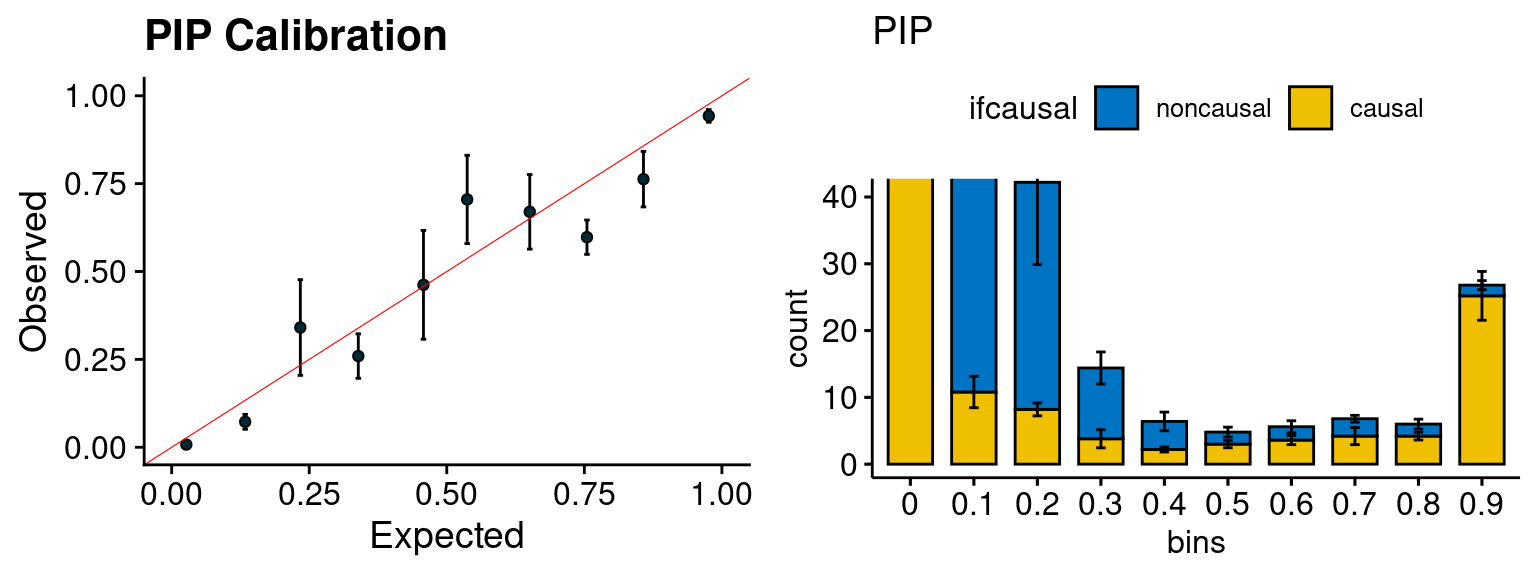 PIP Calibration
1.00
0.75
0.50
0.25
0.00
Observed
0.00 0.25 0.50 0.75 1.00
Expected
PIP
ifcausal noncausal causal
40
30
20
10
0
count
0 0.1 0.2 0.3 0.4 0.5 0.6 0.7 0.8 0.9
bins